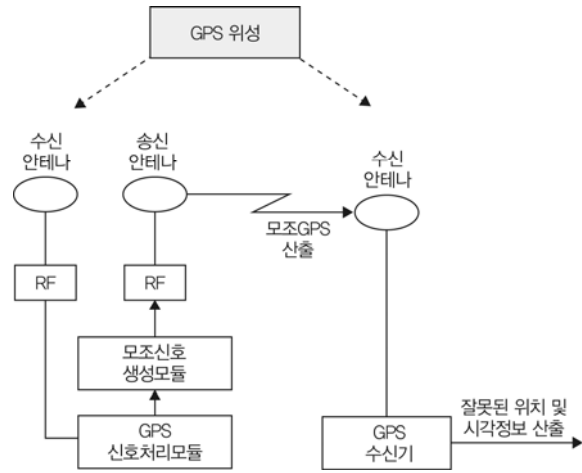 GPS 위성
수신
안테나
송신
안테나
수신
안테나
모조GPS
산출
RF
RF
모조신호
생성모듈
GPS
신호처리모듈
GPS
수신기
잘못된 위치 및
시각정보 산출